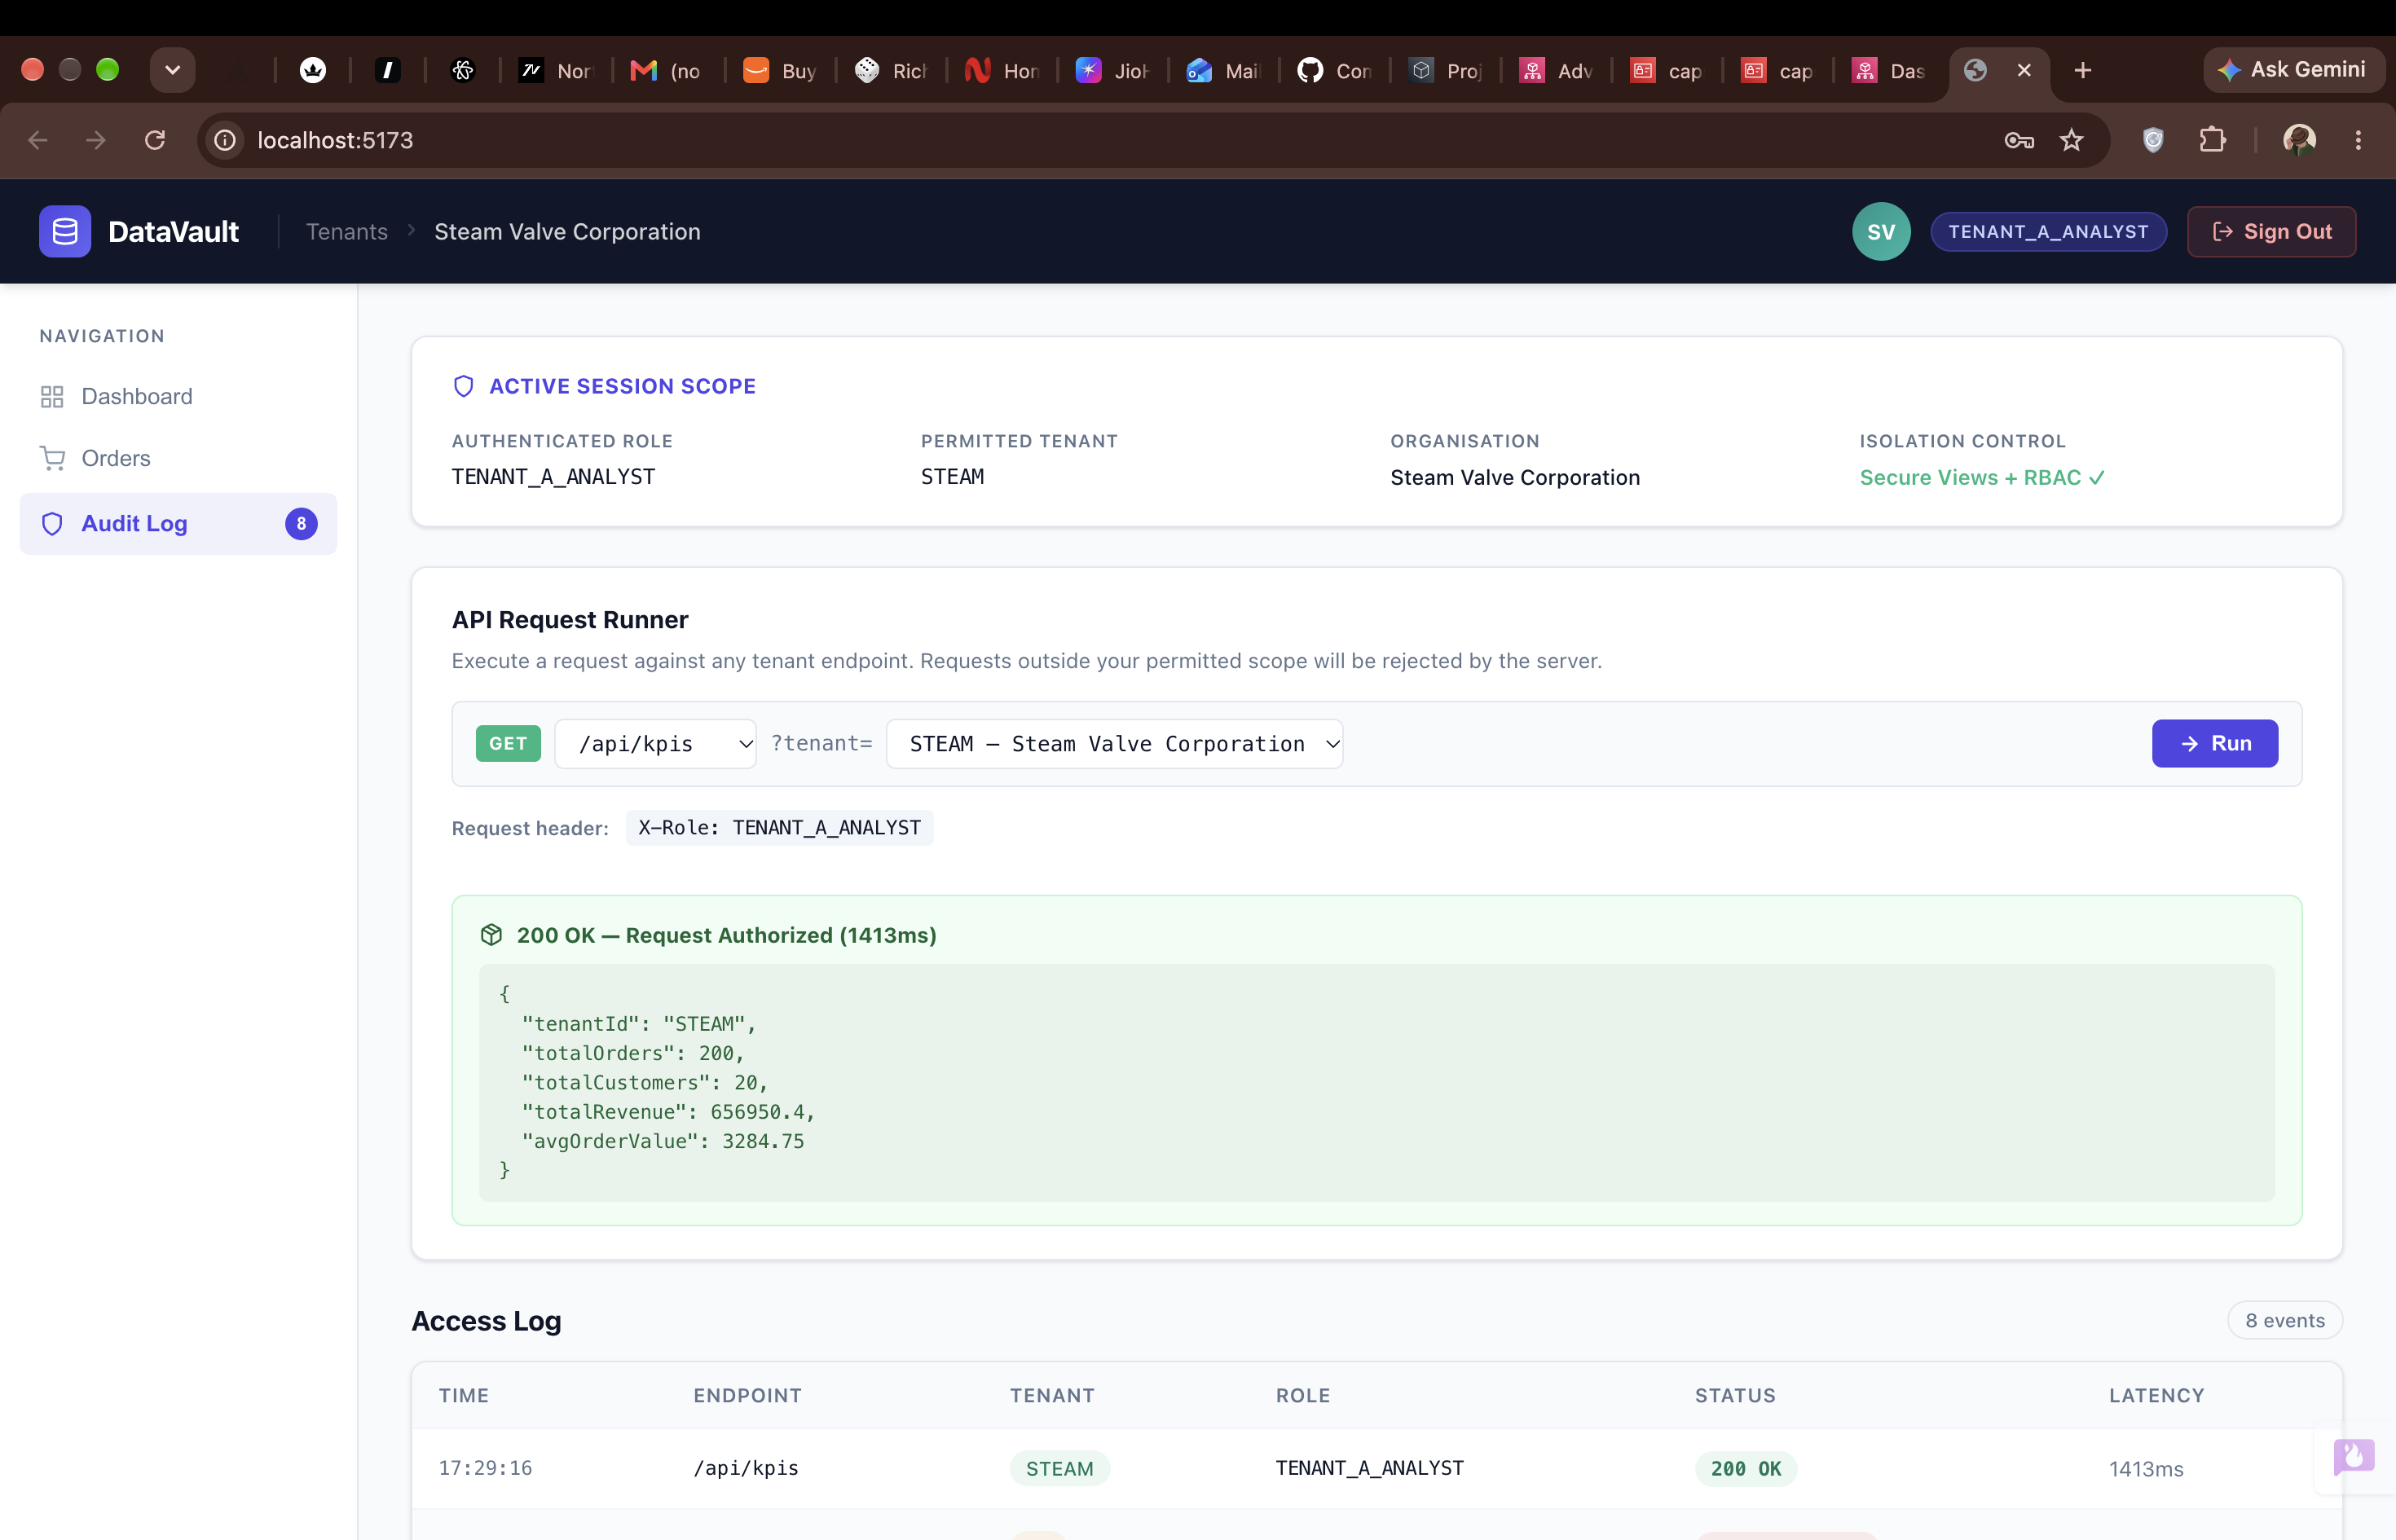 Nor
(no
Buy
Rich
Hon
JioH
Mail
Con
Proj
Adv
cap
cap
Das
Ask Gemini
localhost:5173
DataVault
Tenants > Steam Valve Corporation
SV
TENANT_A_ANALYST
Sign Out
NAVIGATION
Dashboard
Orders
Audit Log 8
ACTIVE SESSION SCOPE
AUTHENTICATED ROLE PERMITTED TENANT ORGANISATION ISOLATION CONTROL
TENANT_A_ANALYST STEAM Steam Valve Corporation Secure Views + RBAC ✓
API Request Runner
Execute a request against any tenant endpoint. Requests outside your permitted scope will be rejected by the server.
GET /api/kpis ?tenant= STEAM — Steam Valve Corporation → Run
Request header: X-Role: TENANT_A_ANALYST
200 OK — Request Authorized (1413ms)
{
"tenantId": "STEAM",
"totalOrders": 200,
"totalCustomers": 20,
"totalRevenue": 656950.4,
"avgOrderValue": 3284.75
}
Access Log 8 events
TIME ENDPOINT TENANT ROLE STATUS LATENCY
17:29:16 /api/kpis STEAM TENANT_A_ANALYST 200 OK 1413ms